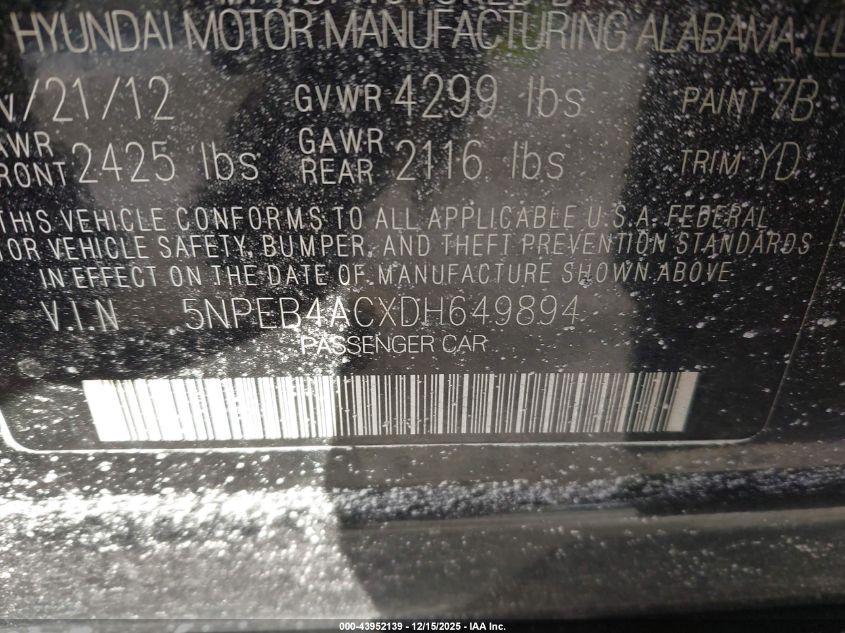 HYUNDAI MOTOR MANUFACTURING ALABAMA, LL
/21/12 GVWR 4299 lbs PAINT 7B
AWR FRONT 2425 lbs GAWR REAR 2116 lbs TRIM YD
THIS VEHICLE CONFORMS TO ALL APPLICABLE U.S.A. FEDERAL
OR VEHICLE SAFETY, BUMPER, AND THEFT PREVENTION STANDARDS
IN EFFECT ON THE DATE OF MANUFACTURE SHOWN ABOVE
V.I.N 5NPEB4ACXDH649894
PASSENGER CAR
000-43952139 - 12/15/2025 - IAA Inc.